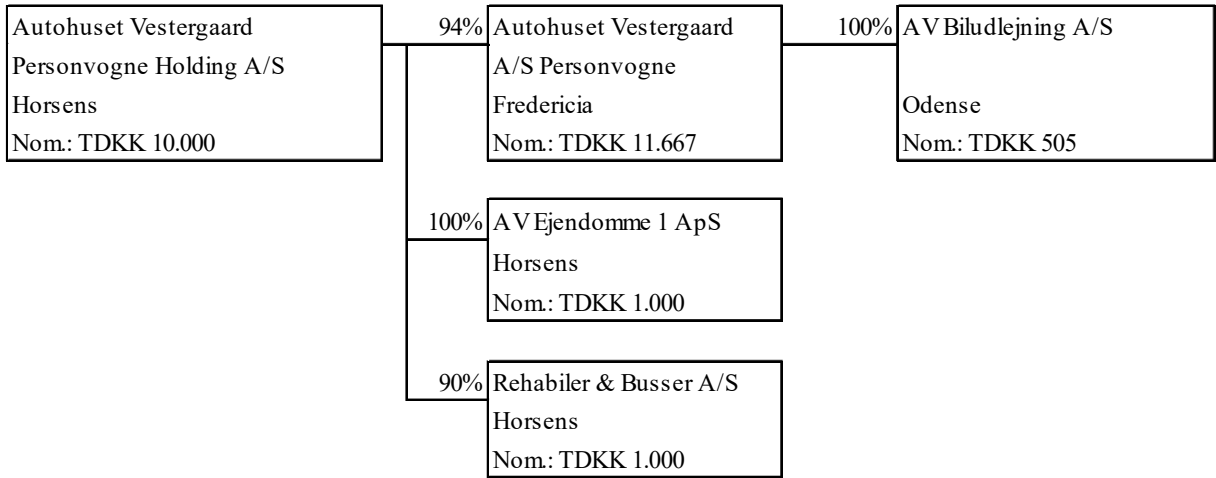 Autohuset Vestergaard
Personvogne Holding A/S
Horsens
Nom.: TDKK 10.000
94%
Autohuset Vestergaard
A/S Personvogne
Fredericia
Nom.: TDKK 11.667
100%
AV Biludlejning A/S
Odense
Nom.: TDKK 505
100%
AV Ejendomme 1 ApS
Horsens
Nom.: TDKK 1.000
90%
Rehabiler & Busser A/S
Horsens
Nom.: TDKK 1.000